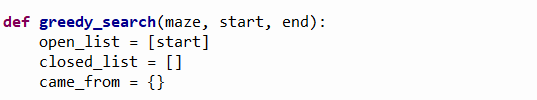 def greedy_search(maze, start, end):
    open_list = [start]
    closed_list = []
    came_from = {}